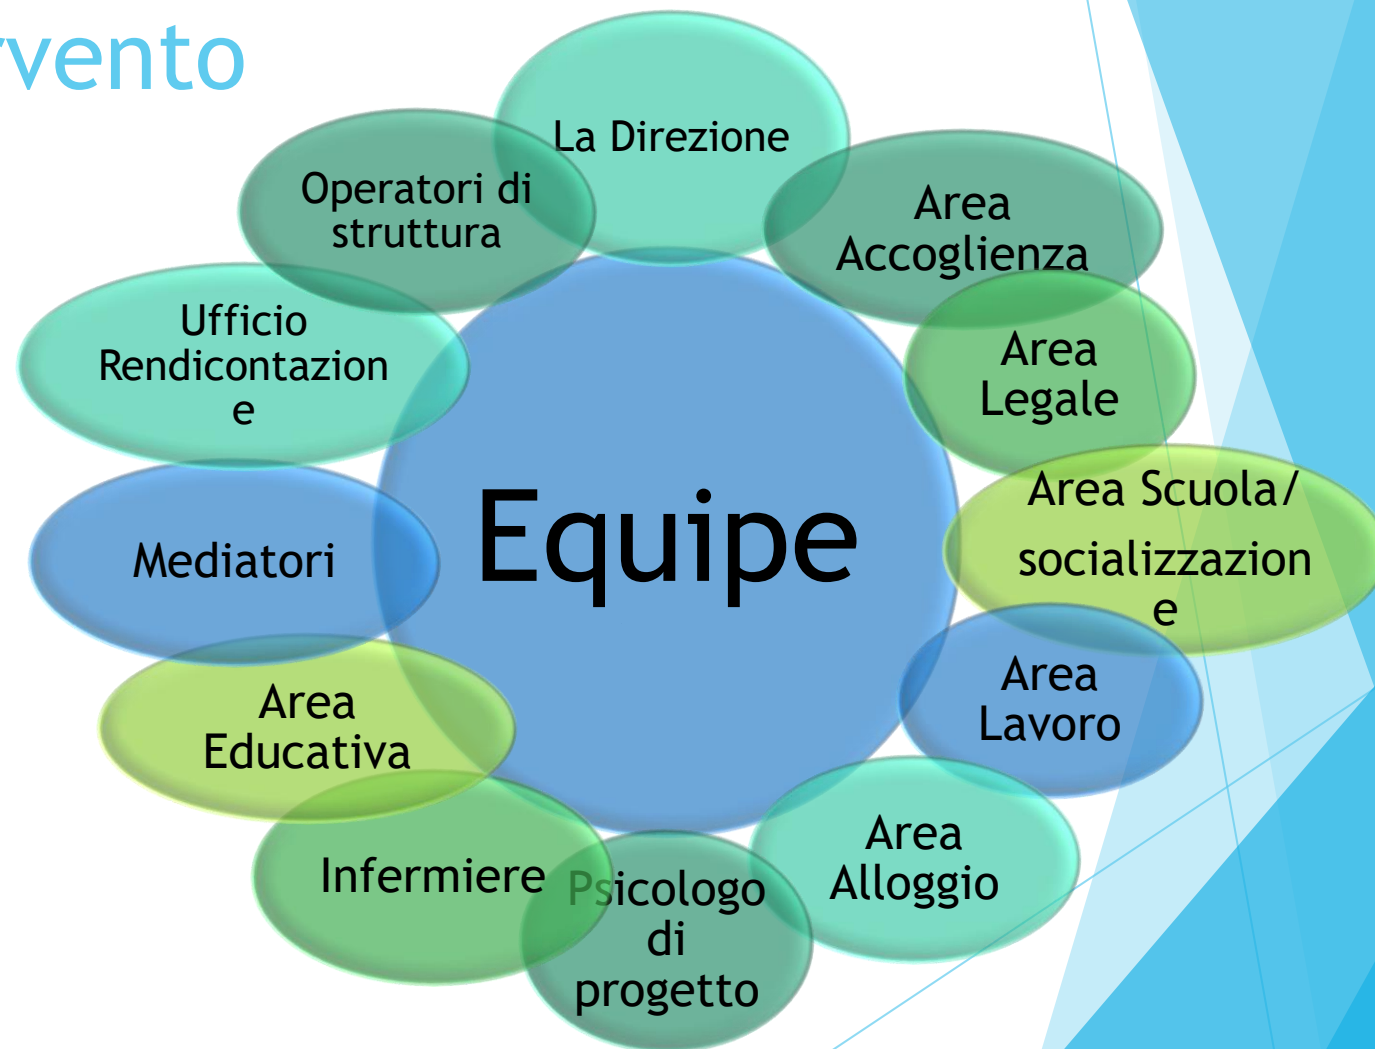 rvento
La Direzione
Operatori di
struttura
Area
Accoglienza
Ufficio
Rendicontazion
e
Area
Legale
Area Scuola/
socializzazion
e
Equipe
Mediatori
Area
Lavoro
Area
Educativa
Area
Alloggio
Infermiere
Psicologo
di
progetto